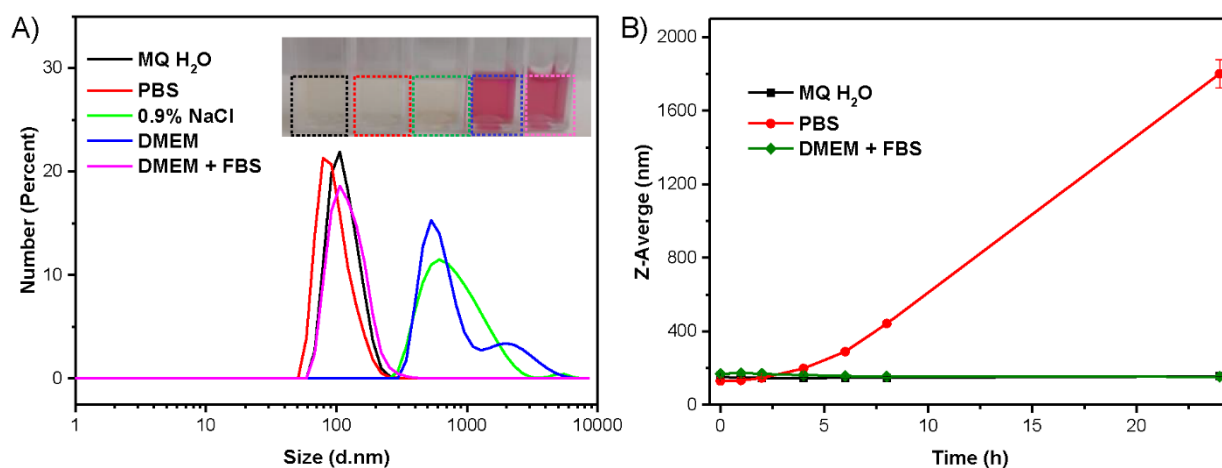 A)
Number (Percent)
30
20
10
0
MQ H₂O
PBS
0.9% NaCl
DMEM
DMEM + FBS
1
10
100
1000
10000
Size (d.nm)
B)
Z-Averge (nm)
2000
1600
1200
800
400
0
MQ H₂O
PBS
DMEM + FBS
0
5
10
15
20
Time (h)